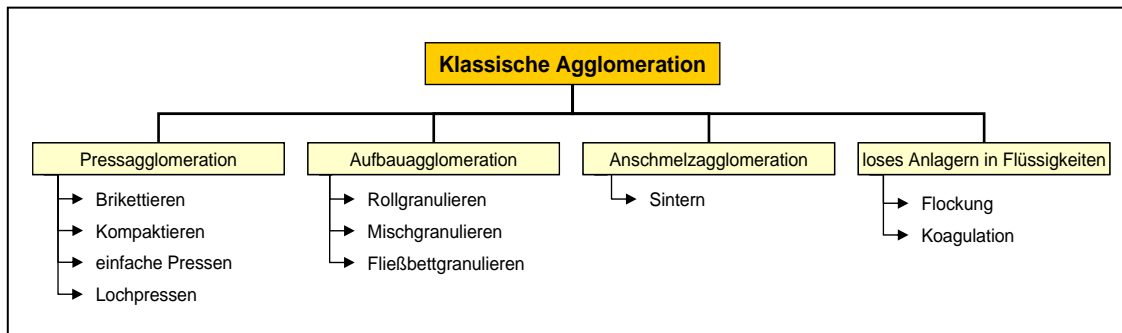 Klassische Agglomeration
Pressagglomeration
Brikettieren
Kompaktieren
einfache Pressen
Lochpressen
Aufbauagglomeration
Rollgranulieren
Mischgranulieren
Fließbettgranulieren
Anschmelzagglomeration
Sintern
loses Anlagern in Flüssigkeiten
Flockung
Koagulation